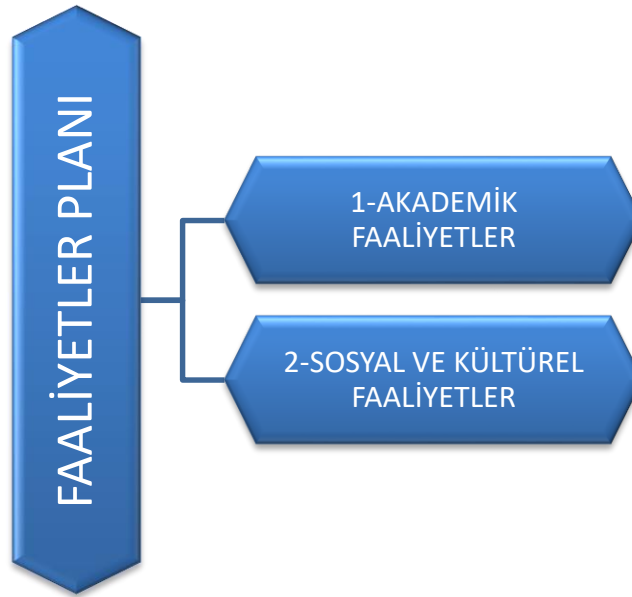 FAALİYETLER PLANI
1-AKADEMİK
FAALİYETLER
2-SOSYAL VE KÜLTÜREL
FAALİYETLER